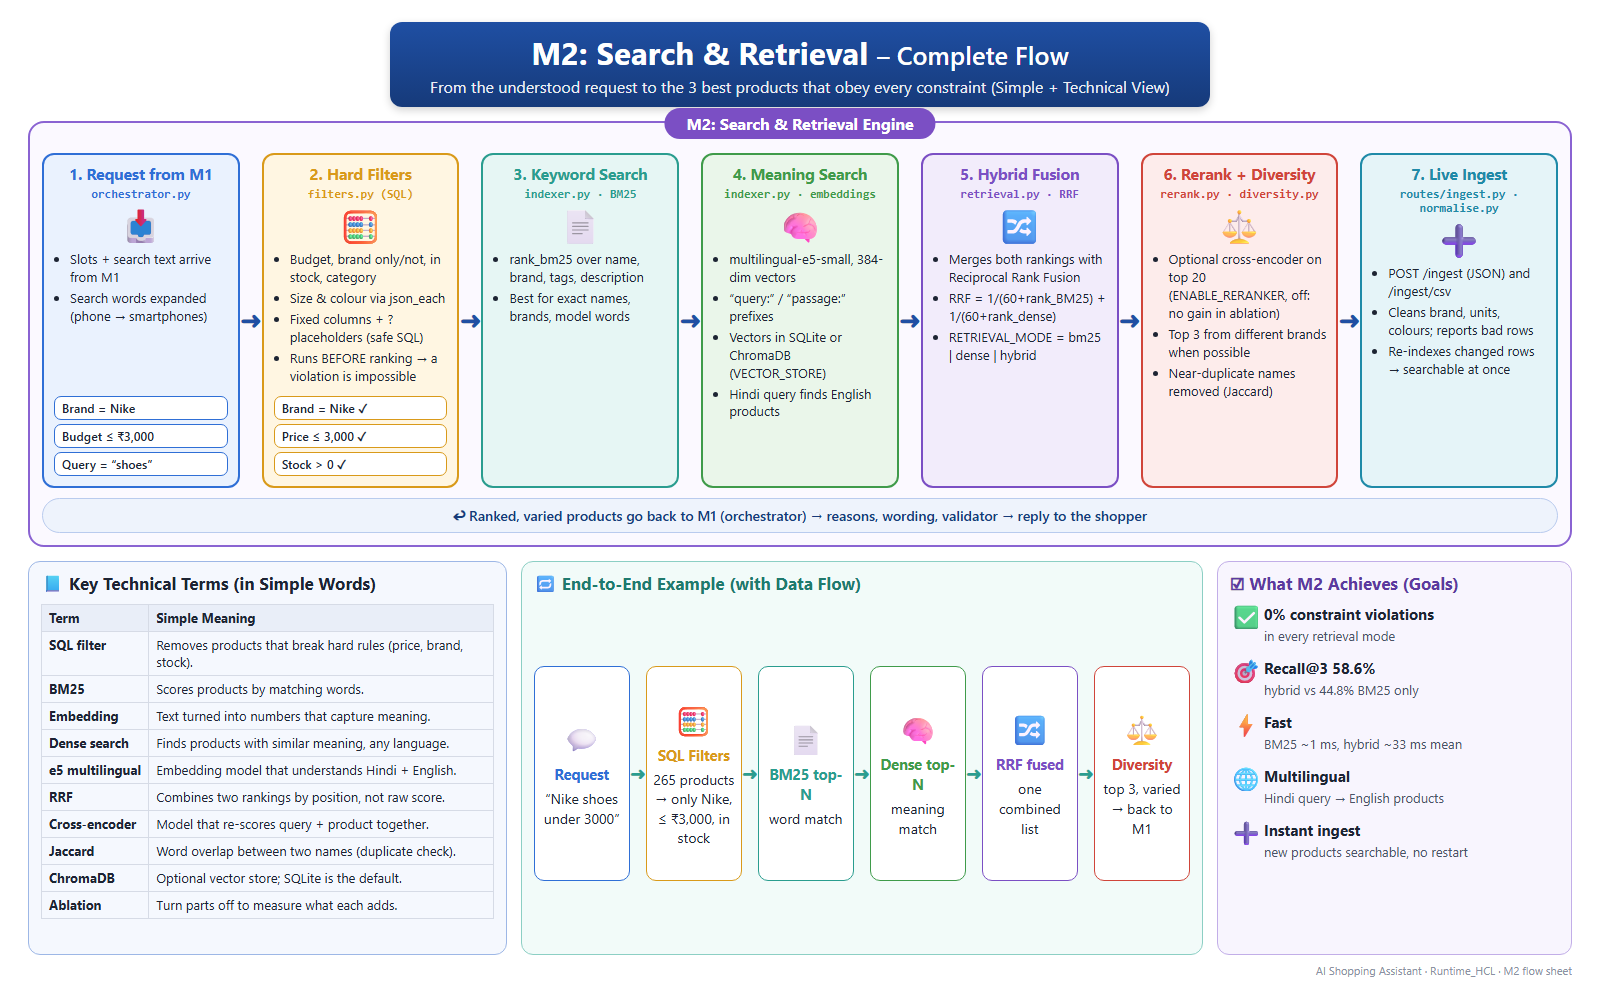 M2: Search & Retrieval – Complete Flow
From the understood request to the 3 best products that obey every constraint (Simple + Technical View)
M2: Search & Retrieval Engine
1. Request from M1
orchestrator.py
• Slots + search text arrive
from M1
• Search words expanded
(phone → smartphones)
Brand = Nike
Budget ≤ ₹3,000
Query = “shoes”
2. Hard Filters
filters.py (SQL)
• Budget, brand only/not, in
stock, category
• Size & colour via json_each
• Fixed columns + ?
placeholders (safe SQL)
• Runs BEFORE ranking → a
violation is impossible
Brand = Nike ✓
Price ≤ 3,000 ✓
Stock > 0 ✓
3. Keyword Search
indexer.py · BM25
• rank_bm25 over name,
brand, tags, description
• Best for exact names,
brands, model words
4. Meaning Search
indexer.py · embeddings
• multilingual-e5-small, 384-
dim vectors
• “query:” / “passage:”
prefixes
• Vectors in SQLite or
ChromaDB
(VECTOR_STORE)
• Hindi query finds English
products
5. Hybrid Fusion
retrieval.py · RRF
• Merges both rankings with
Reciprocal Rank Fusion
• RRF = 1/(60+rank_BM25) +
1/(60+rank_dense)
• RETRIEVAL_MODE = bm25
| dense | hybrid
6. Rerank + Diversity
rerank.py · diversity.py
• Optional cross-encoder on
top 20
(ENABLE_RERANKER, off:
no gain in ablation)
• Top 3 from different brands
when possible
• Near-duplicate names
removed (Jaccard)
7. Live Ingest
routes/ingest.py ·
normalise.py
• POST /ingest (JSON) and
/ingest/csv
• Cleans brand, units,
colours; reports bad rows
• Re-indexes changed rows
→ searchable at once
↩ Ranked, varied products go back to M1 (orchestrator) → reasons, wording, validator → reply to the shopper
Key Technical Terms (in Simple Words)
Term Simple Meaning
SQL filter Removes products that break hard rules (price, brand,
stock).
BM25 Scores products by matching words.
Embedding Text turned into numbers that capture meaning.
Dense search Finds products with similar meaning, any language.
e5 multilingual Embedding model that understands Hindi + English.
RRF Combines two rankings by position, not raw score.
Cross-encoder Model that re-scores query + product together.
Jaccard Word overlap between two names (duplicate check).
ChromaDB Optional vector store; SQLite is the default.
Ablation Turn parts off to measure what each adds.
End-to-End Example (with Data Flow)
Request
“Nike shoes
under 3000”
SQL Filters
265 products
→ only Nike,
≤ ₹3,000, in
stock
BM25 top-
N
word match
Dense top-
N
meaning
match
RRF fused
one
combined
list
Diversity
top 3, varied
→ back to
M1
☑ What M2 Achieves (Goals)
0% constraint violations
in every retrieval mode
Recall@3 58.6%
hybrid vs 44.8% BM25 only
Fast
BM25 ~1 ms, hybrid ~33 ms mean
Multilingual
Hindi query → English products
Instant ingest
new products searchable, no restart
AI Shopping Assistant · Runtime_HCL · M2 flow sheet